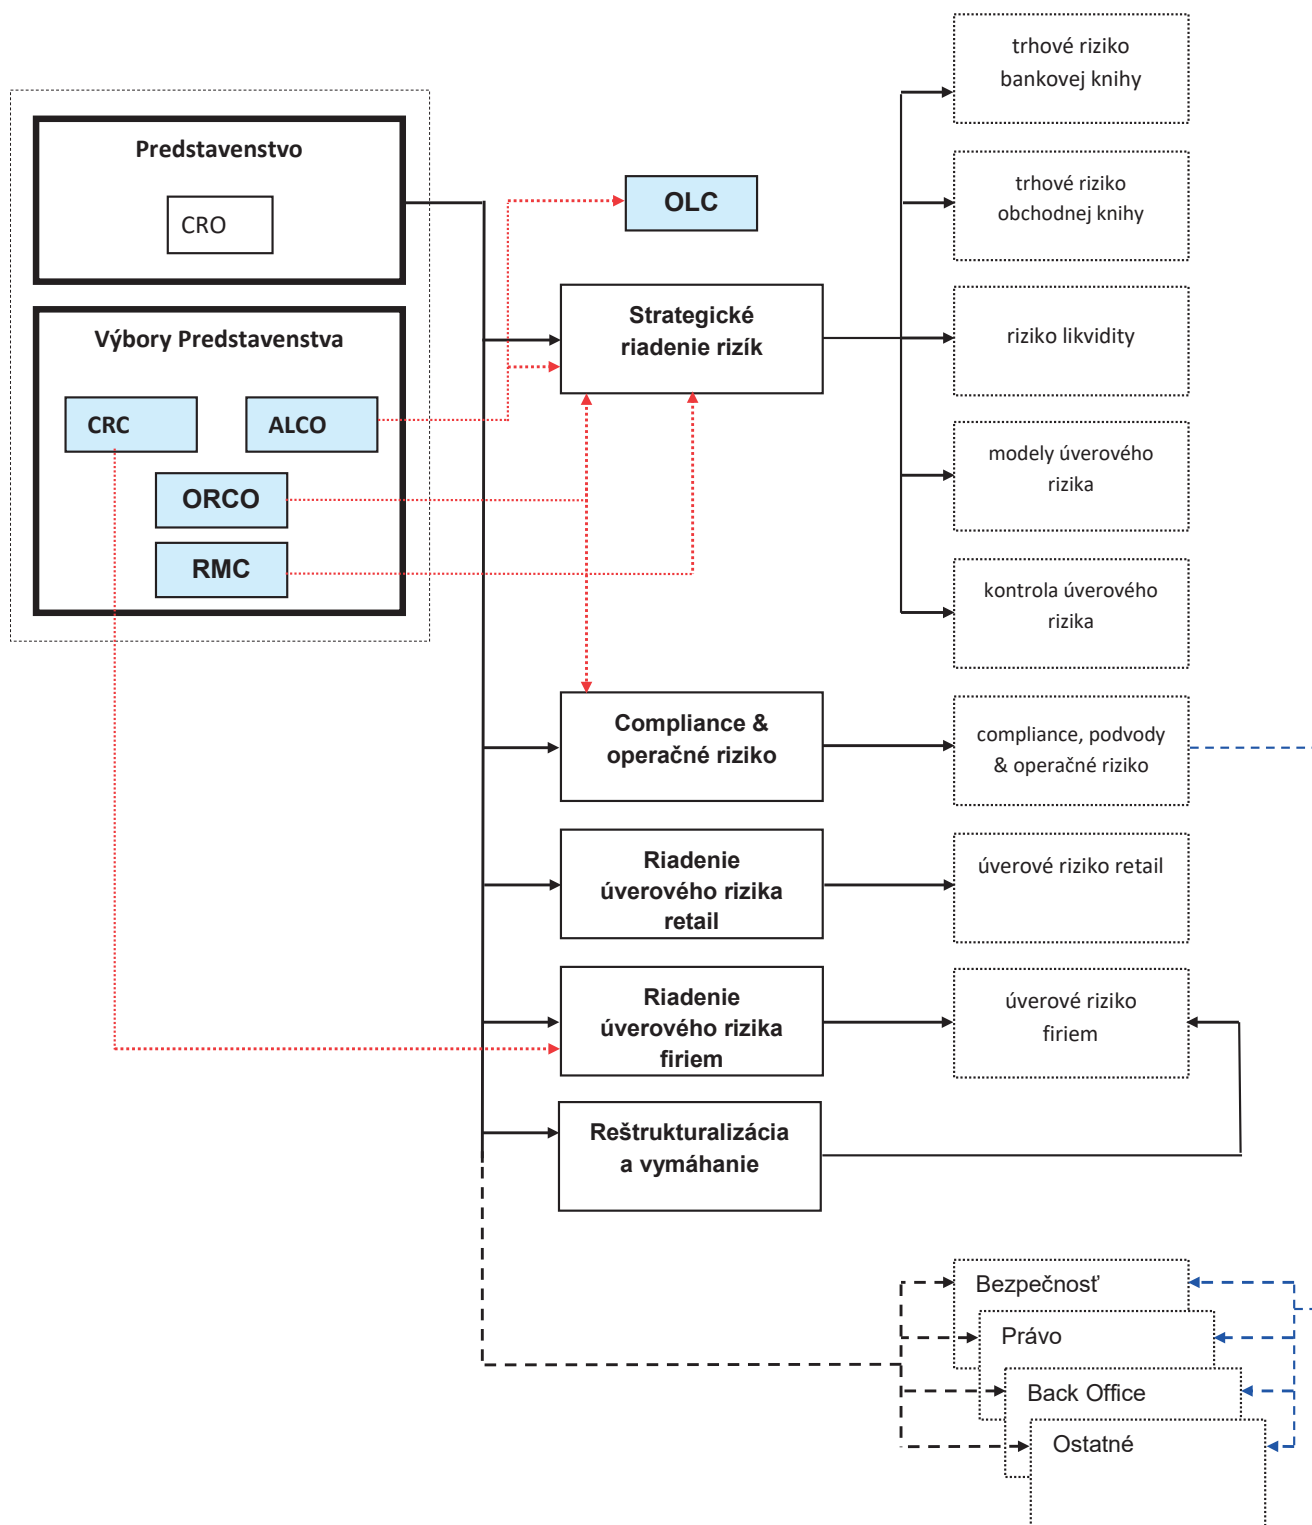 Predstavenstvo
CRO
Výbory Predstavenstva
CRC
ALCO
ORCO
RMC
OLC
Strategické
riadenie rizík
Compliance &
operačné riziko
Riadenie
úverového rizika
retail
Riadenie
úverového rizika
firiem
Reštrukturalizácia
a vymáhanie
trhové riziko
bankovej knihy
trhové riziko
obchodnej knihy
riziko likvidity
modely úverového
rizika
kontrola úverového
rizika
compliance, podvody
& operačné riziko
úverové riziko retail
úverové riziko
firiem
Bezpečnosť
Právo
Back Office
Ostatné